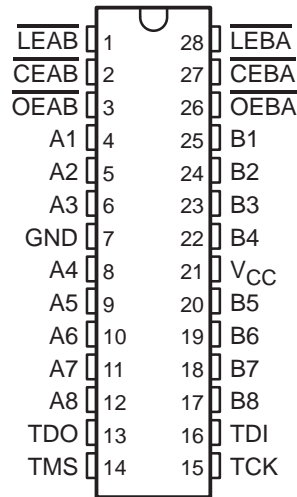 LEAB 1 28 LEBA
CEAB 2 27 CEBA
OEAB 3 26 OEBA
A1 4 25 B1
A2 5 24 B2
A3 6 23 B3
GND 7 22 B4
A4 8 21 VCC
A5 9 20 B5
A6 10 19 B6
A7 11 18 B7
A8 12 17 B8
TDO 13 16 TDI
TMS 14 15 TCK